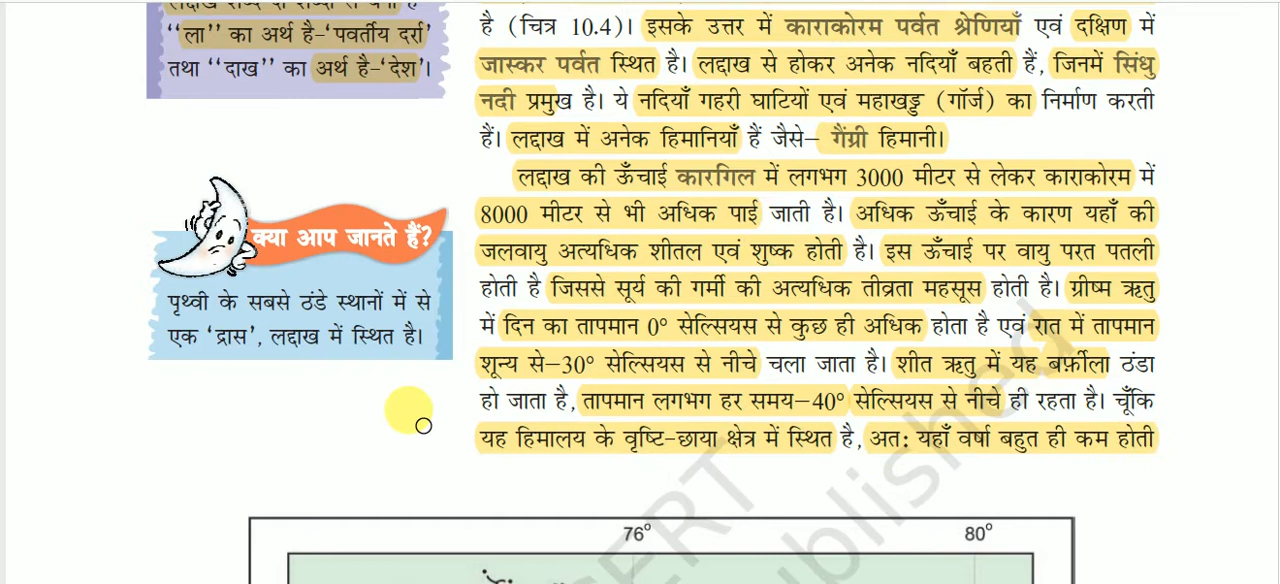 ‘‘ला’’ का अर्थ है-‘पवर्तीय दर्रा’
तथा ‘‘दाख’’ का अर्थ है-‘देश’।
क्या आप जानते हैं?
पृथ्वी के सबसे ठंडे स्थानों में से
एक ‘द्रास’, लद्दाख में स्थित है।
है (चित्र 10.4)। इसके उत्तर में काराकोरम पर्वत श्रेणियाँ एवं दक्षिण में
जास्कर पर्वत स्थित है। लद्दाख से होकर अनेक नदियाँ बहती हैं, जिनमें सिंधु
नदी प्रमुख है। ये नदियाँ गहरी घाटियों एवं महाखड्ड (गॉर्ज) का निर्माण करती
हैं। लद्दाख में अनेक हिमानियाँ हैं जैसे– गैंग्री हिमानी।
लद्दाख की ऊँचाई कारगिल में लगभग 3000 मीटर से लेकर काराकोरम में
8000 मीटर से भी अधिक पाई जाती है। अधिक ऊँचाई के कारण यहाँ की
जलवायु अत्यधिक शीतल एवं शुष्क होती है। इस ऊँचाई पर वायु परत पतली
होती है जिससे सूर्य की गर्मी की अत्यधिक तीव्रता महसूस होती है। ग्रीष्म ऋतु
में दिन का तापमान 0° सेल्सियस से कुछ ही अधिक होता है एवं रात में तापमान
शून्य से–30° सेल्सियस से नीचे चला जाता है। शीत ऋतु में यह बर्फ़ीला ठंडा
हो जाता है, तापमान लगभग हर समय–40° सेल्सियस से नीचे ही रहता है। चूँकि
यह हिमालय के वृष्टि-छाया क्षेत्र में स्थित है, अतः यहाँ वर्षा बहुत ही कम होती
76° 80°